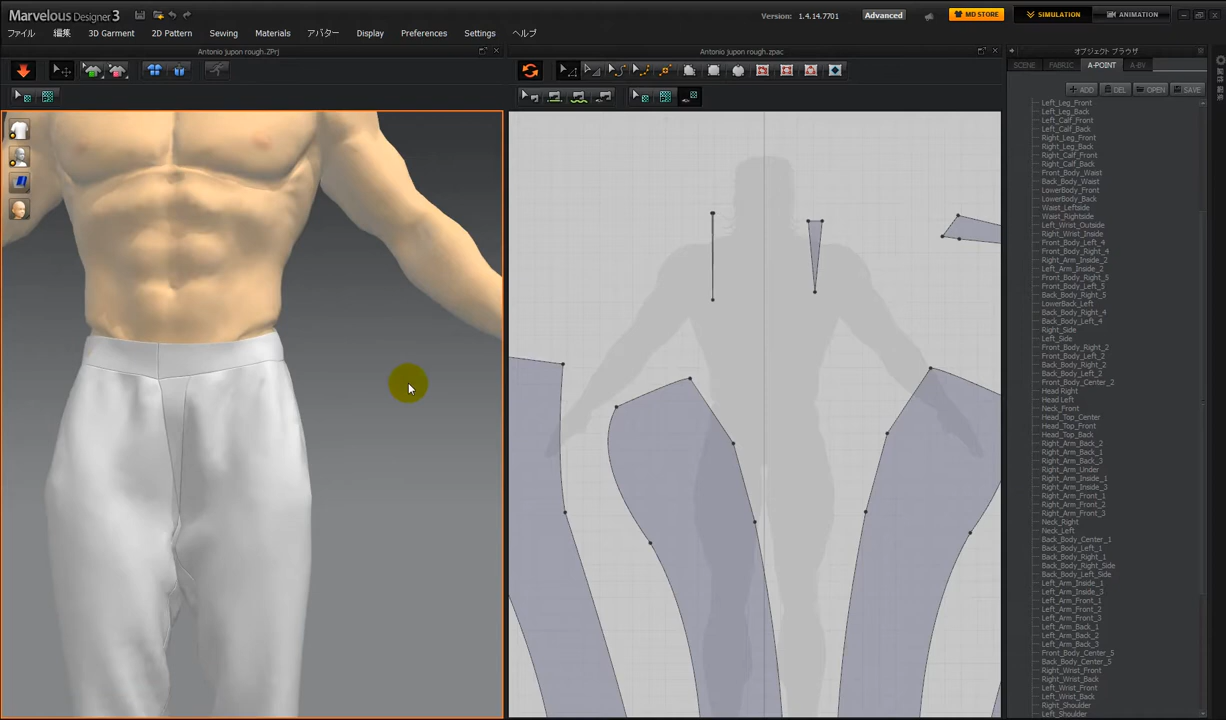 Marvelous Designer 3
Version: 1.4.14.7701
Advanced
MD STORE
SIMULATION
ANIMATION
ファイル
編集
3D Garment
2D Pattern
Sewing
Materials
アバター
Display
Preferences
Settings
ヘルプ
Antonio jupon rough.ZPrj
Antonio jupon rough.zpac
オブジェクト ブラウザ
SCENE
FABRIC
A-POINT
A-BV
ADD
DEL
OPEN
SAVE
Left_Leg_Front
Left_Leg_Back
Left_Calf_Front
Left_Calf_Back
Right_Leg_Front
Right_Leg_Back
Right_Calf_Front
Right_Calf_Back
Front_Body_Waist
Back_Body_Waist
LowerBody_Front
LowerBody_Back
Waist_Leftside
Waist_Rightside
Left_Wrist_Outside
Right_Wrist_Inside
Front_Body_Left_4
Front_Body_Right_4
Right_Arm_Inside_2
Left_Arm_Inside_2
Front_Body_Right_5
Front_Body_Left_5
Back_Body_Right_5
LowerBack_Left
Back_Body_Right_4
Back_Body_Left_4
Right_Side
Left_Side
Front_Body_Right_2
Front_Body_Left_2
Back_Body_Right_2
Back_Body_Left_2
Front_Body_Center_2
Head Right
Head Left
Neck_Front
Head_Top_Center
Head_Top_Front
Head_Top_Back
Right_Arm_Back_2
Right_Arm_Back_1
Right_Arm_Back_3
Right_Arm_Under
Right_Arm_Inside_1
Right_Arm_Inside_3
Right_Arm_Front_1
Right_Arm_Front_2
Right_Arm_Front_3
Neck_Right
Neck_Left
Back_Body_Center_1
Back_Body_Left_1
Back_Body_Right_1
Back_Body_Right_Side
Back_Body_Left_Side
Left_Arm_Inside_1
Left_Arm_Inside_3
Left_Arm_Front_1
Left_Arm_Front_2
Left_Arm_Front_3
Left_Arm_Back_1
Left_Arm_Back_2
Left_Arm_Back_3
Front_Body_Center_5
Back_Body_Center_5
Right_Wrist_Front
Right_Wrist_Back
Left_Wrist_Front
Left_Wrist_Back
Right_Shoulder
Left_Shoulder